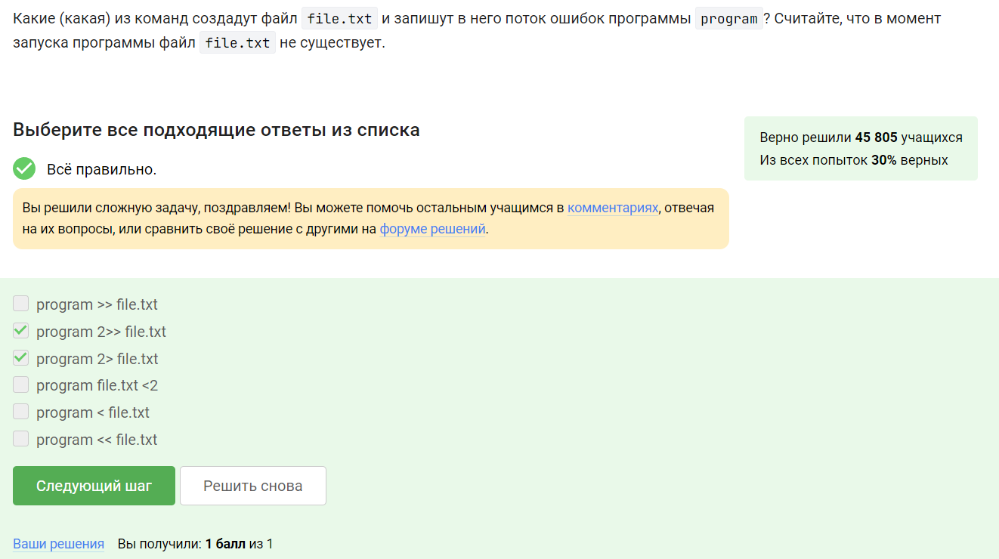 Какие (какая) из команд создадут файл file.txt и запишут в него поток ошибок программы program? Считайте, что в момент
запуска программы файл file.txt не существует.
Выберите все подходящие ответы из списка
Верно решили 45 805 учащихся
Из всех попыток 30% верных
Всё правильно.
Вы решили сложную задачу, поздравляем! Вы можете помочь остальным учащимся в комментариях, отвечая
на их вопросы, или сравнить своё решение с другими на форуме решений.
program >> file.txt
program 2>> file.txt
program 2> file.txt
program file.txt <2
program < file.txt
program << file.txt
Следующий шаг Решить снова
Ваши решения Вы получили: 1 балл из 1